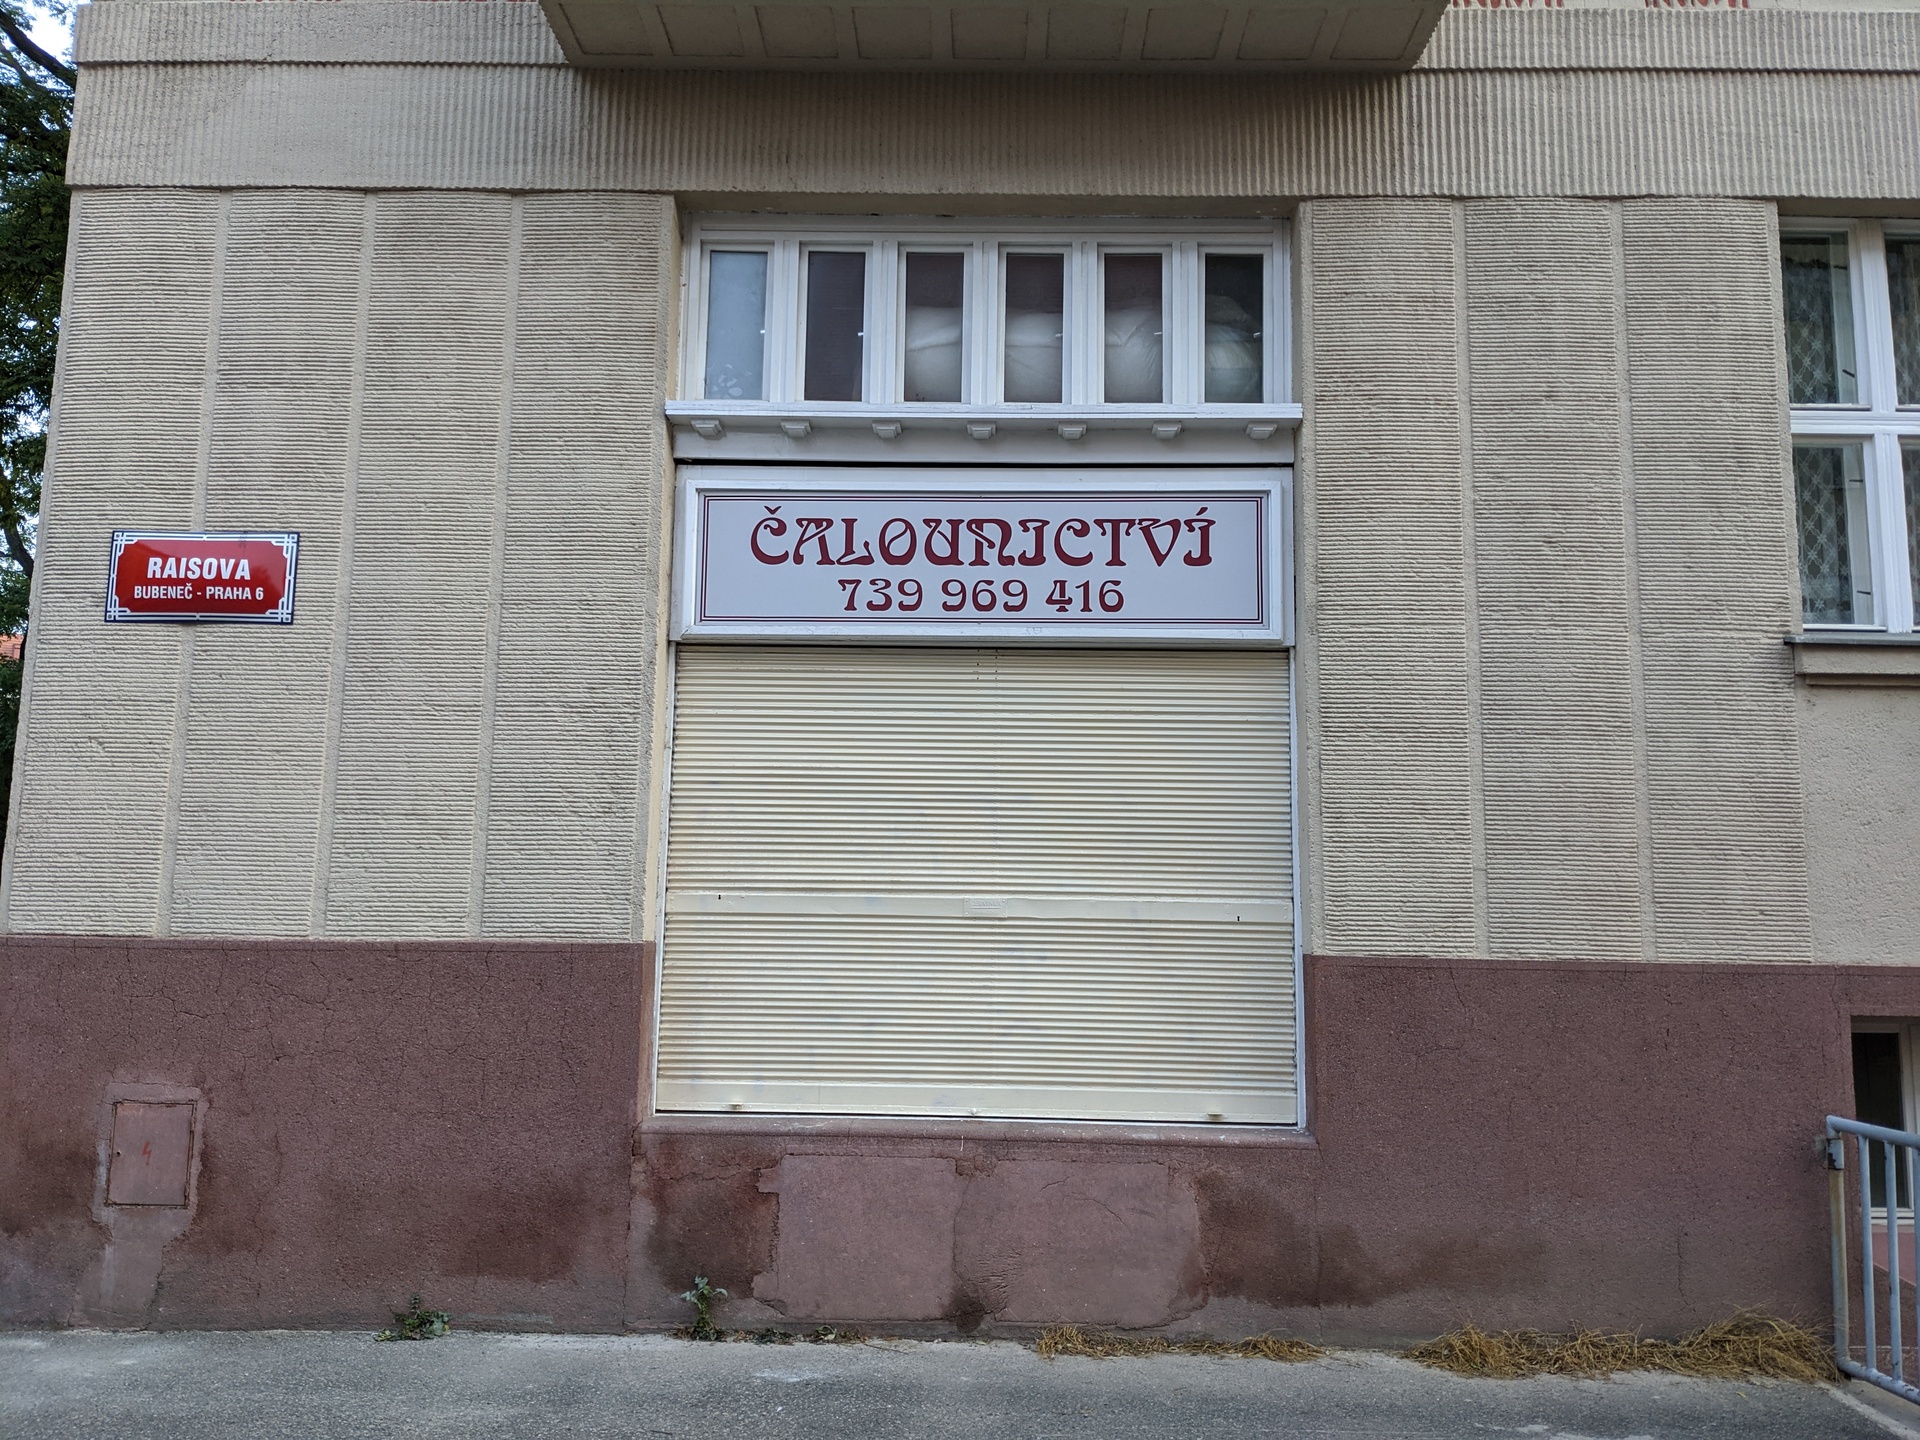 RAISOVA
BUBENEČ - PRAHA 6
ČALOUNICTVÍ
739 969 416